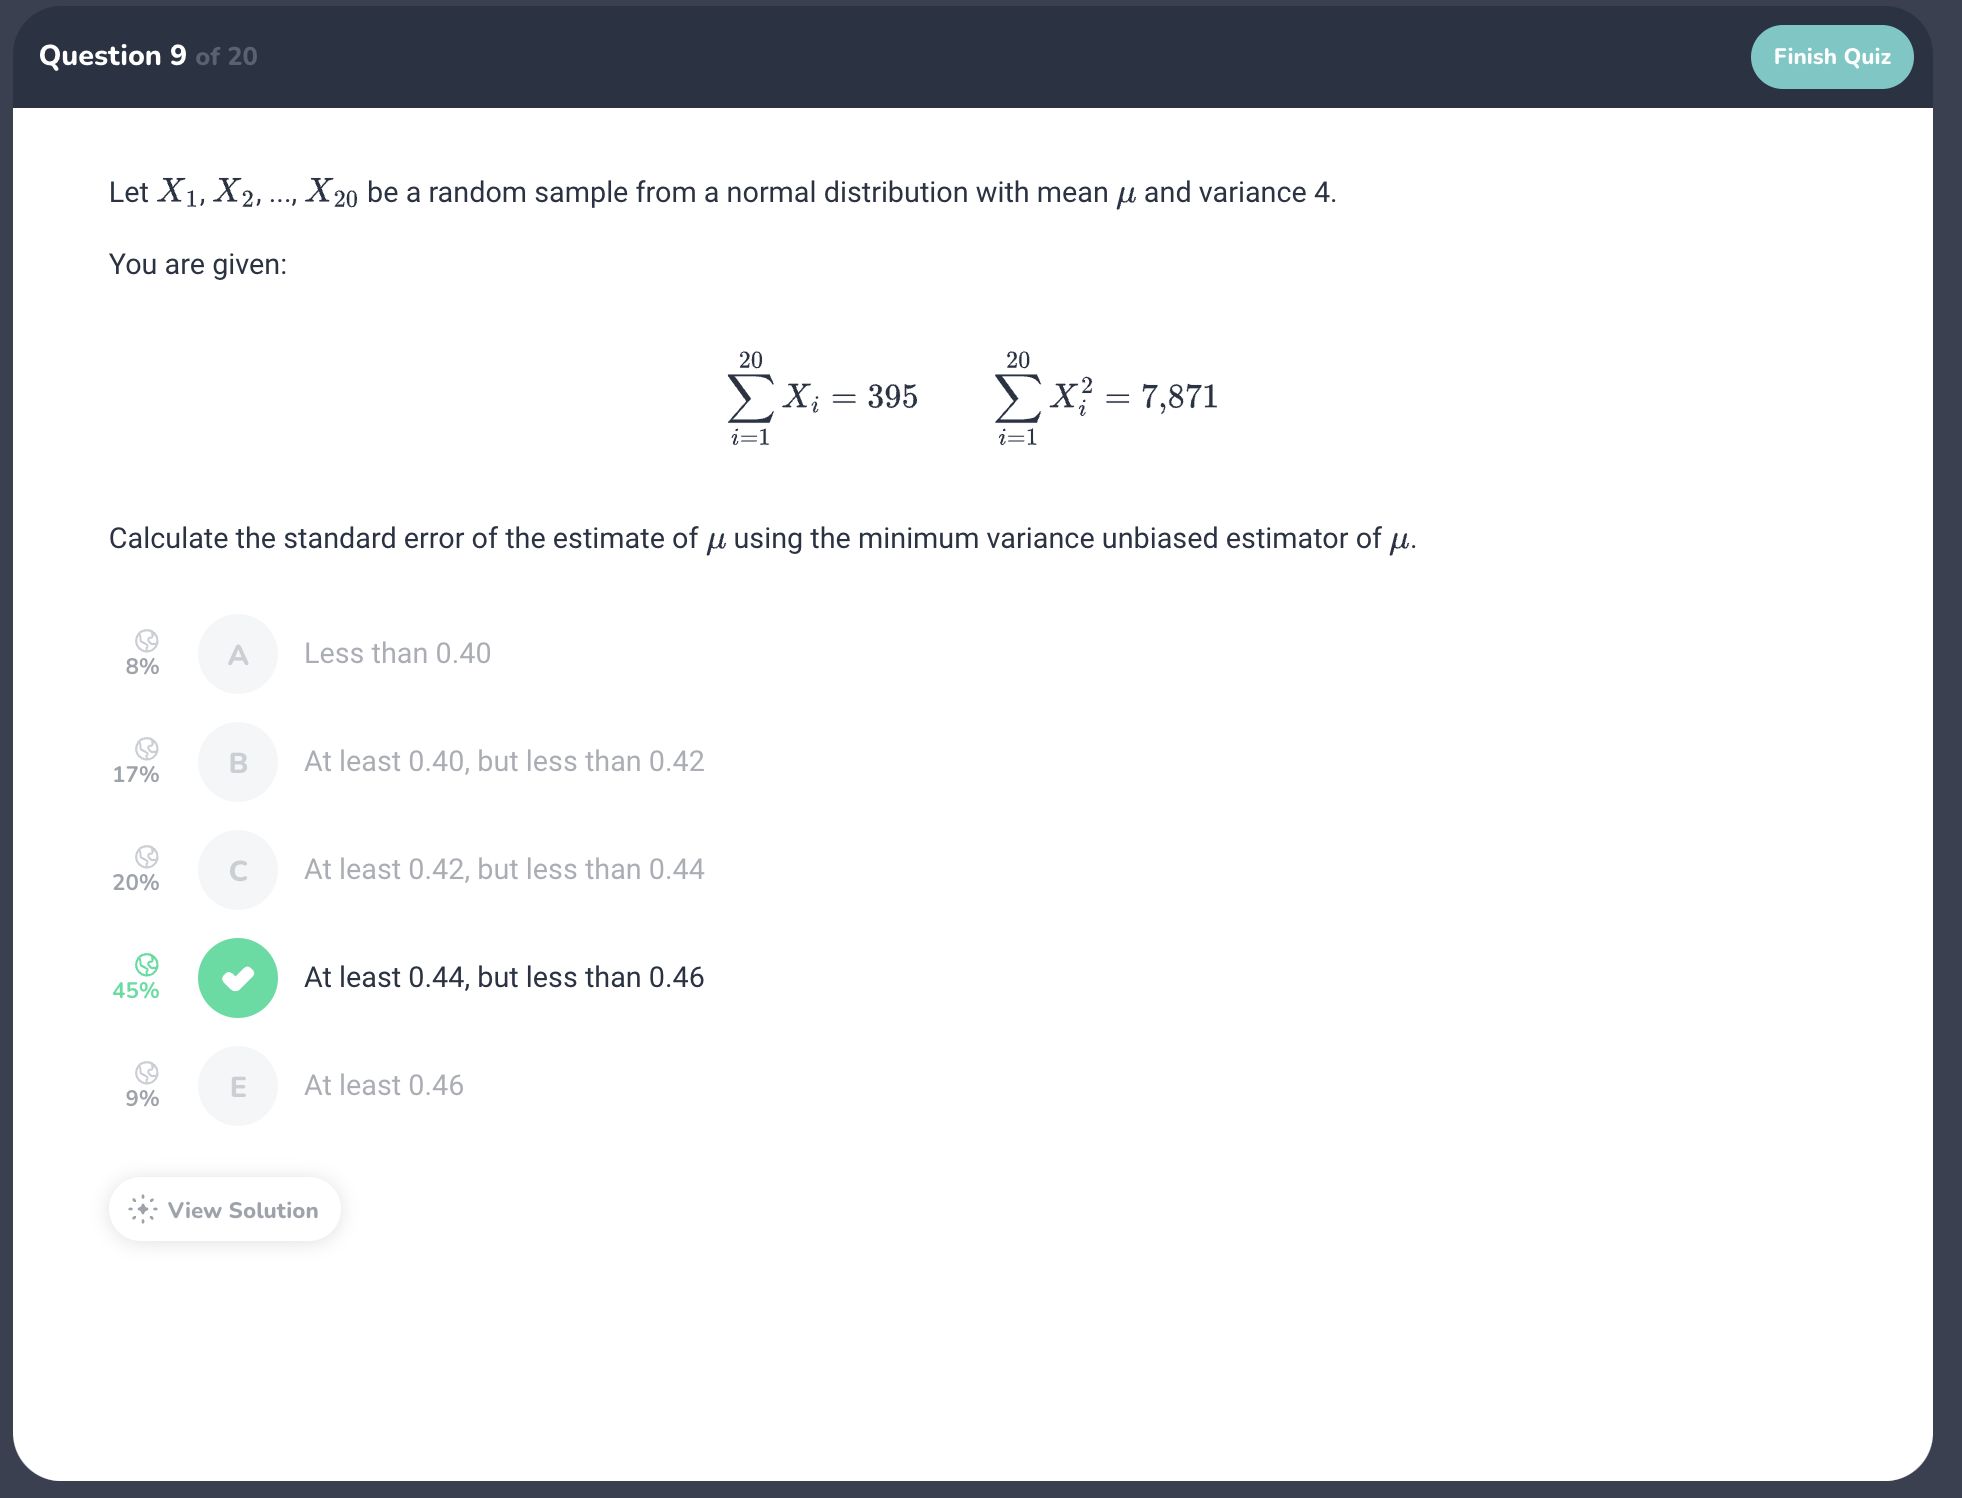 Question 9 of 20
Finish Quiz
Let X₁, X₂, ..., X₂₀ be a random sample from a normal distribution with mean μ and variance 4.
You are given:
∑_{i=1}^{20} X_i = 395    ∑_{i=1}^{20} X_i^2 = 7,871
Calculate the standard error of the estimate of μ using the minimum variance unbiased estimator of μ.
8% A Less than 0.40
17% B At least 0.40, but less than 0.42
20% C At least 0.42, but less than 0.44
45% At least 0.44, but less than 0.46
9% E At least 0.46
View Solution